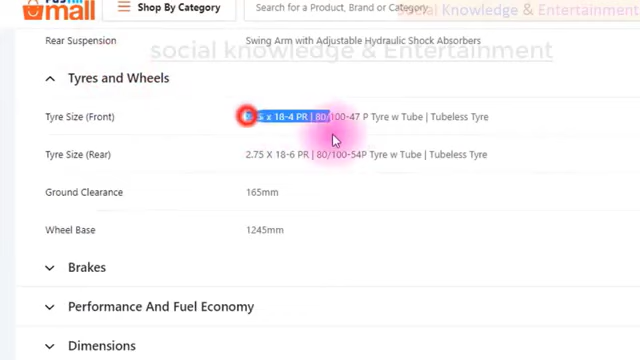 mall
Shop By Category
Search for a Product, Brand or Category
Social Knowledge & Entertainment
Rear Suspension
Swing Arm with Adjustable Hydraulic Shock Absorbers
social knowledge & Entertainment
Tyres and Wheels
Tyre Size (Front)
x 18-4 PR | 80/100-47 P Tyre w Tube | Tubeless Tyre
Tyre Size (Rear)
2.75 X 18-6 PR | 80/100-54P Tyre w Tube | Tubeless Tyre
Ground Clearance
165mm
Wheel Base
1245mm
Brakes
Performance And Fuel Economy
Dimensions